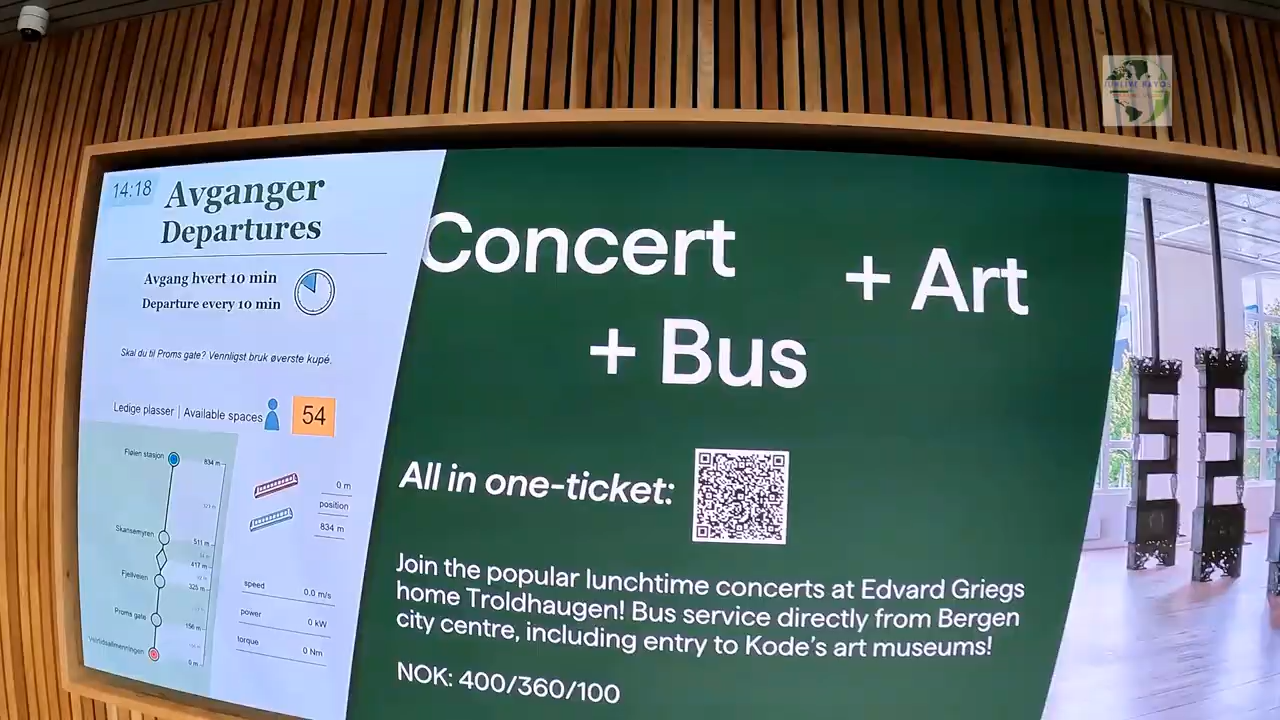 14:18
Avganger
Departures
Avgang hvert 10 min
Departure every 10 min
Skal du til Proms gate? Vennligst bruk øverste kupé.
Ledige plasser | Available spaces
54
Fløien stasjon
834 m
Skansemyren
511 m
417 m
Fjellveien
325 m
Proms gate
156 m
0 m
0 m
position
834 m
speed
0.0 m/s
power
0 kW
torque
0 Nm
Concert
+ Art
+ Bus
All in one-ticket:
Join the popular lunchtime concerts at Edvard Griegs
home Troldhaugen! Bus service directly from Bergen
city centre, including entry to Kode's art museums!
NOK: 400/360/100